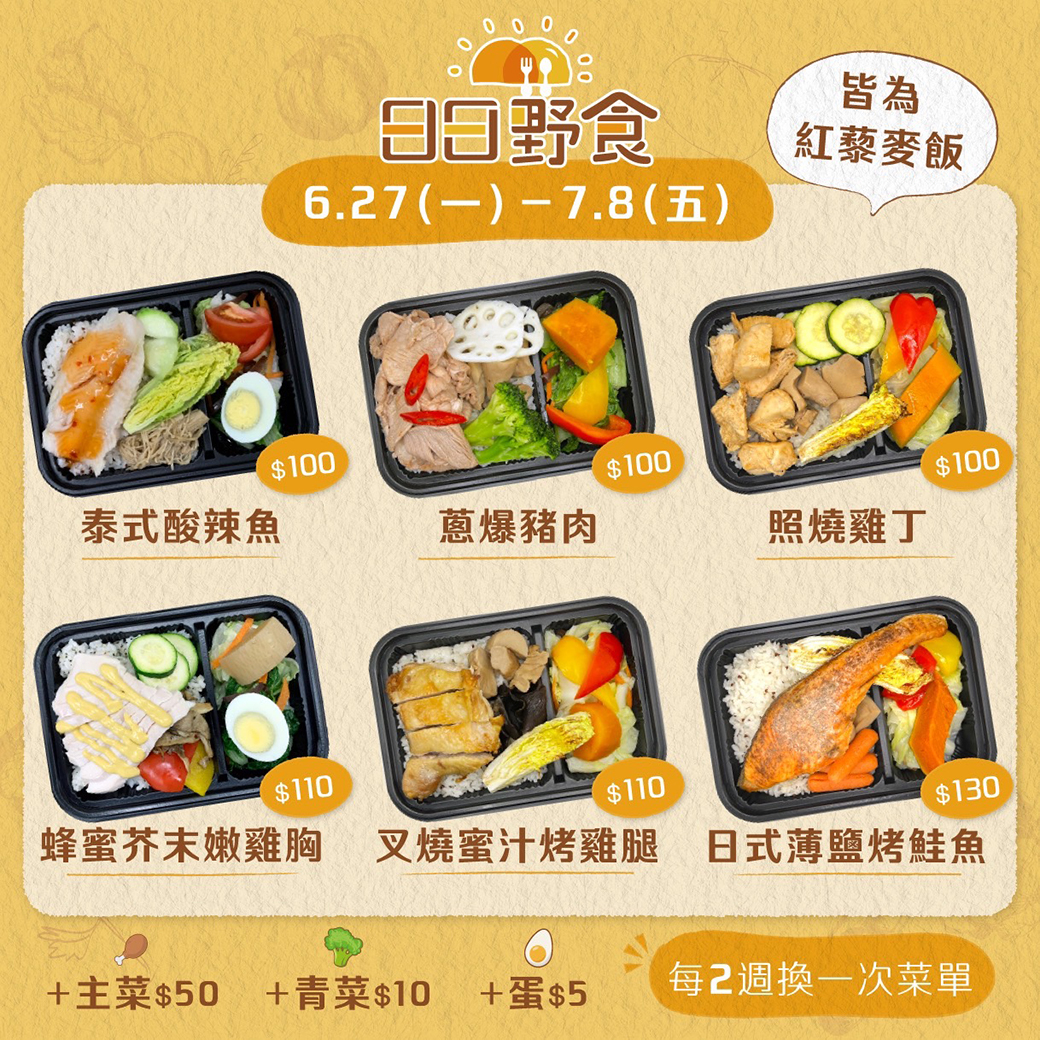 日日野食
6.27(一)－7.8(五)
皆為
紅藜麥飯
$100
$100
$100
泰式酸辣魚
蔥爆豬肉
照燒雞丁
$110
$110
$130
蜂蜜芥末嫩雞胸
叉燒蜜汁烤雞腿
日式薄鹽烤鮭魚
+主菜$50
+青菜$10
+蛋$5
每2週換一次菜單